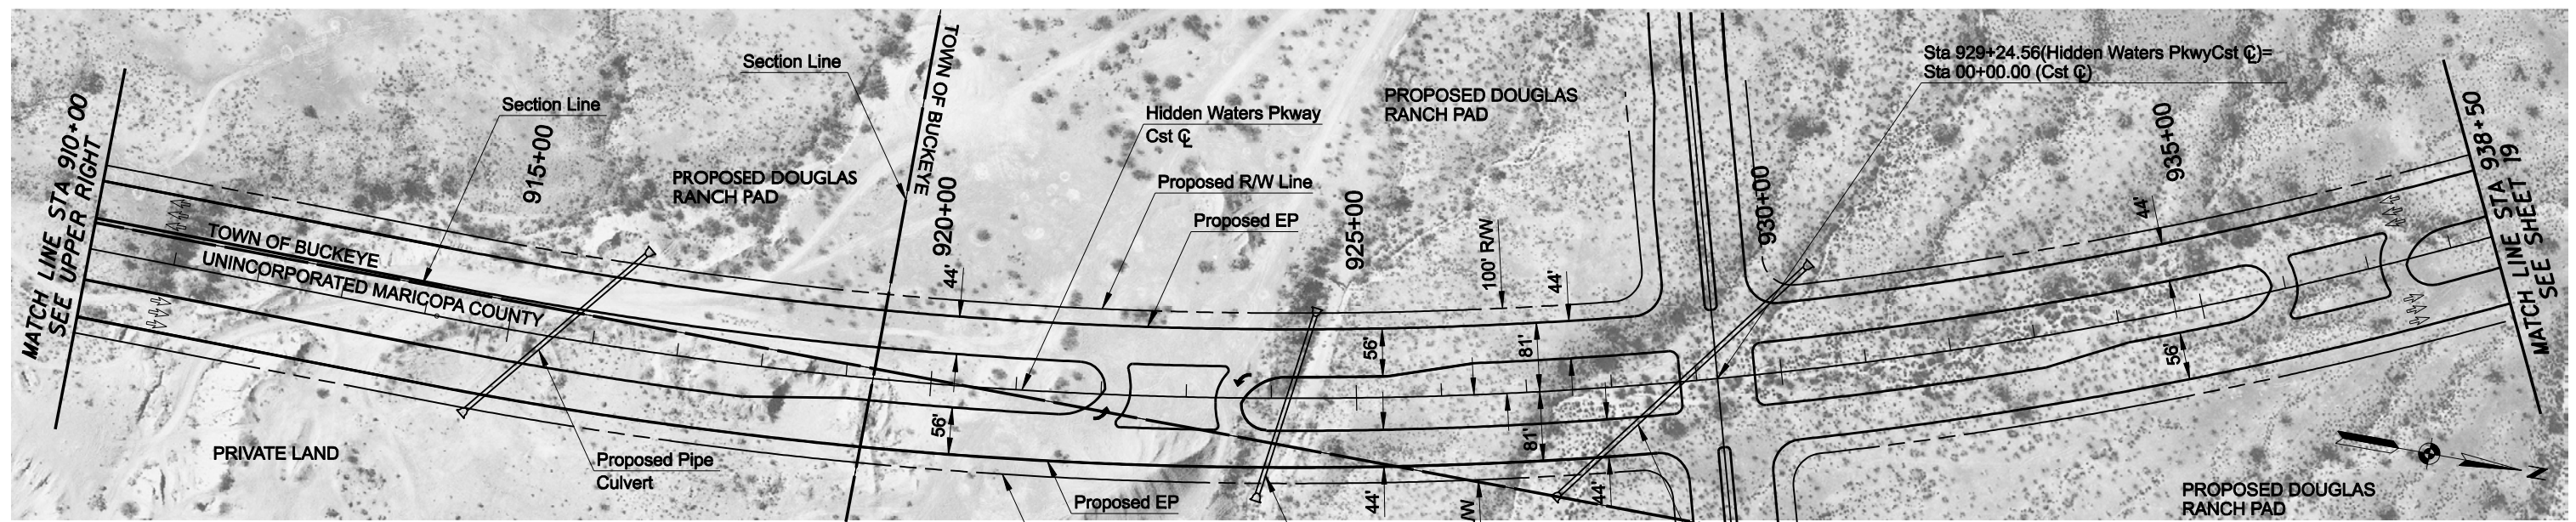 MATCH LINE STA 910+00
SEE UPPER RIGHT
Section Line
915+00
TOWN OF BUCKEYE
UNINCORPORATED MARICOPA COUNTY
PRIVATE LAND
Proposed Pipe
Culvert
PROPOSED DOUGLAS
RANCH PAD
Section Line
TOWN OF BUCKEYE
920+00
44'
56'
Hidden Waters Pkway
Cst ℄
Proposed R/W Line
Proposed EP
Proposed EP
925+00
PROPOSED DOUGLAS
RANCH PAD
100' R/W
44'
56'
81'
81'
44'
/W
44'
930+00
Sta 929+24.56(Hidden Waters PkwyCst ℄)=
Sta 00+00.00 (Cst ℄)
935+00
44'
56'
MATCH LINE STA 938+50
SEE SHEET 19
N
PROPOSED DOUGLAS
RANCH PAD